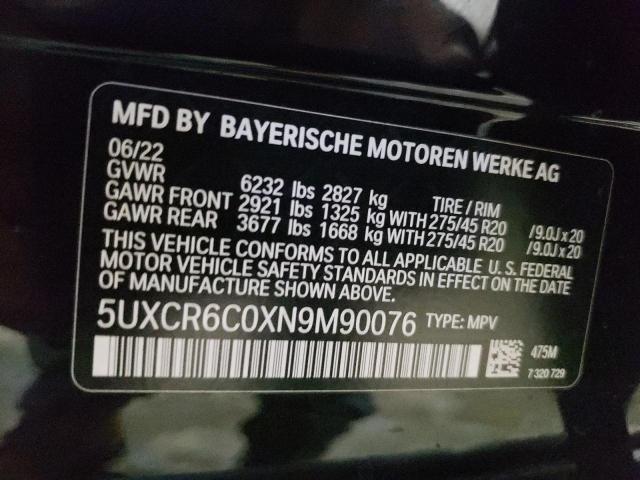 MFD BY BAYERISCHE MOTOREN WERKE AG
06/22
GVWR 6232 lbs 2827 kg TIRE / RIM
GAWR FRONT 2921 lbs 1325 kg WITH 275/45 R20 /9.0J x 20
GAWR REAR 3677 lbs 1668 kg WITH 275/45 R20 /9.0J x 20
THIS VEHICLE CONFORMS TO ALL APPLICABLE U. S. FEDERAL
MOTOR VEHICLE SAFETY STANDARDS IN EFFECT ON THE DATE
OF MANUFACTURE SHOWN ABOVE.
5UXCR6C0XN9M90076 TYPE: MPV
475M
7 320 729